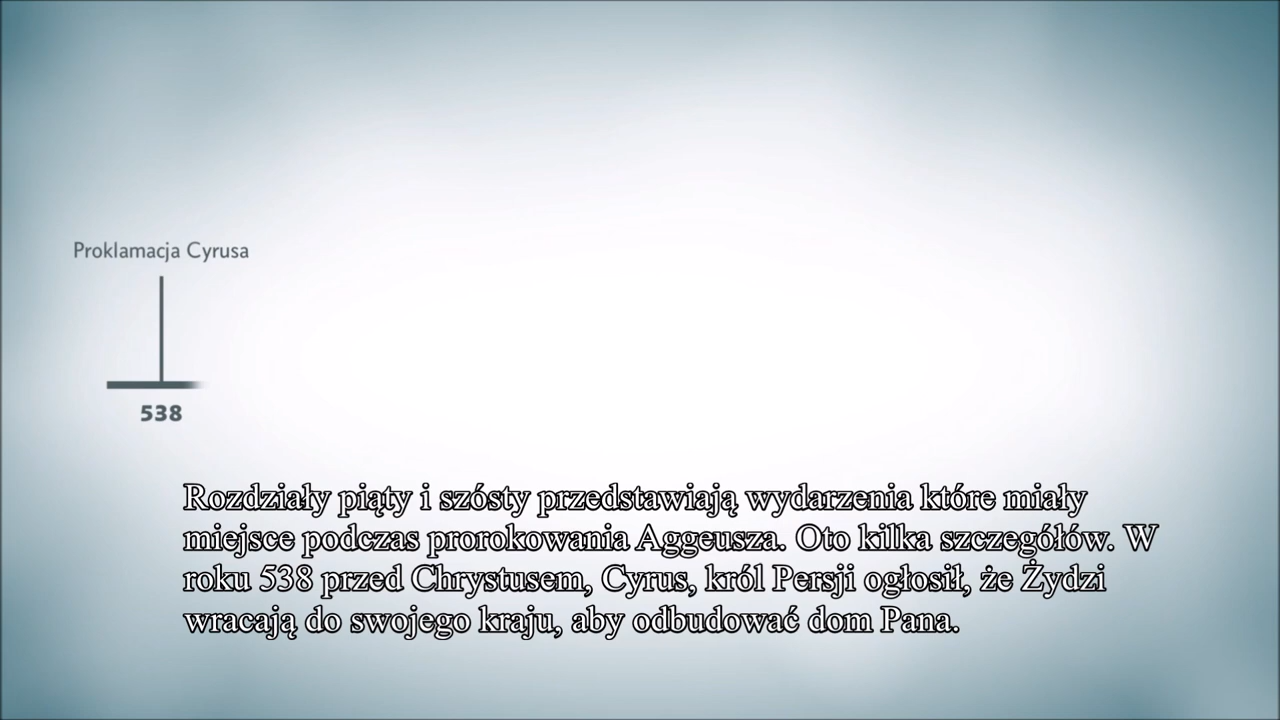 Proklamacja Cyrusa
538
Rozdziały piąty i szósty przedstawiają wydarzenia które miały
miejsce podczas prorokowania Aggeusza. Oto kilka szczegółów. W
roku 538 przed Chrystusem, Cyrus, król Persji ogłosił, że Żydzi
wracają do swojego kraju, aby odbudować dom Pana.